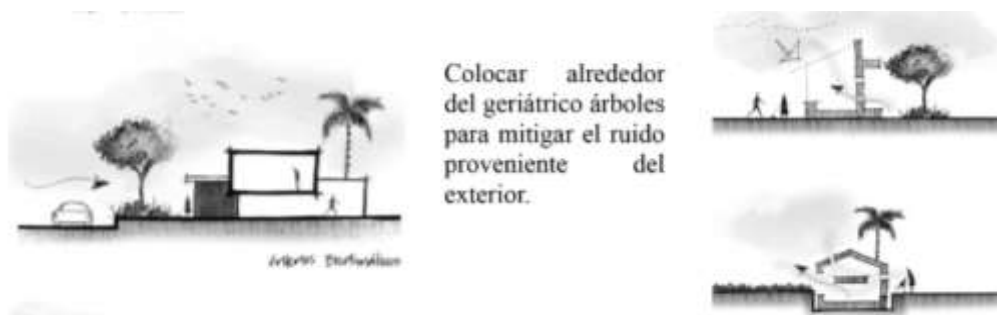 Colocar alrededor
del geriátrico árboles
para mitigar el ruido
proveniente del
exterior.